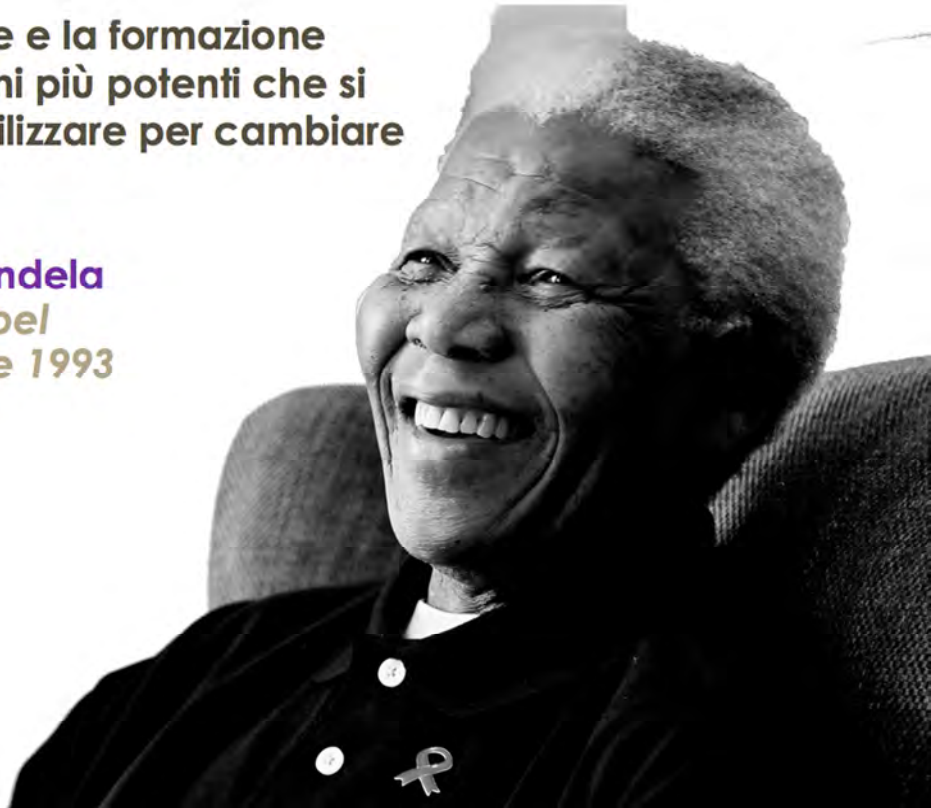 e e la formazione
ni più potenti che si
ilizzare per cambiare
ndela
bel
e 1993